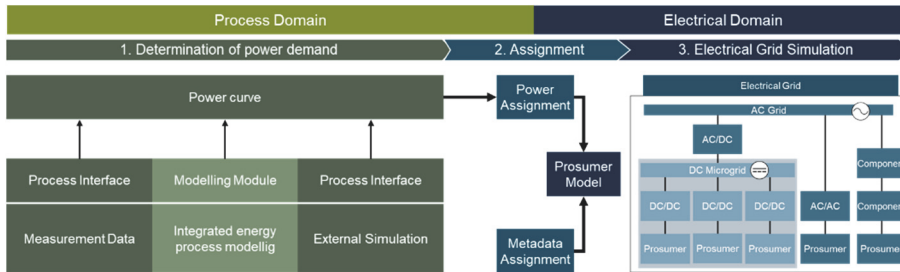 Process Domain
Electrical Domain
1. Determination of power demand
2. Assignment
3. Electrical Grid Simulation
Power curve
Process Interface
Modelling Module
Process Interface
Measurement Data
Integrated energy
process modellig
External Simulation
Power
Assignment
Prosumer
Model
Metadata
Assignment
Electrical Grid
AC Grid
AC/DC
DC Microgrid
DC/DC
DC/DC
DC/DC
AC/AC
Component
Component
Prosumer
Prosumer
Prosumer
Prosumer
Prosumer